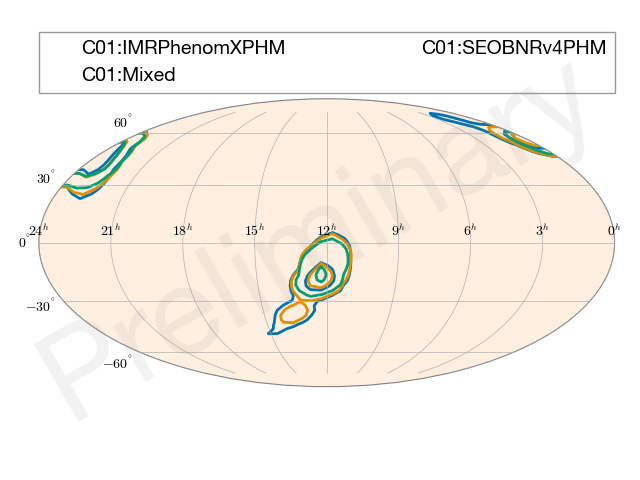 C01:IMRPhenomXPHM C01:SEOBNRv4PHM
C01:Mixed
60°
30°
0° 24h 21h 18h 15h 12h 9h 6h 3h 0h
−30°
−60°
Preliminary